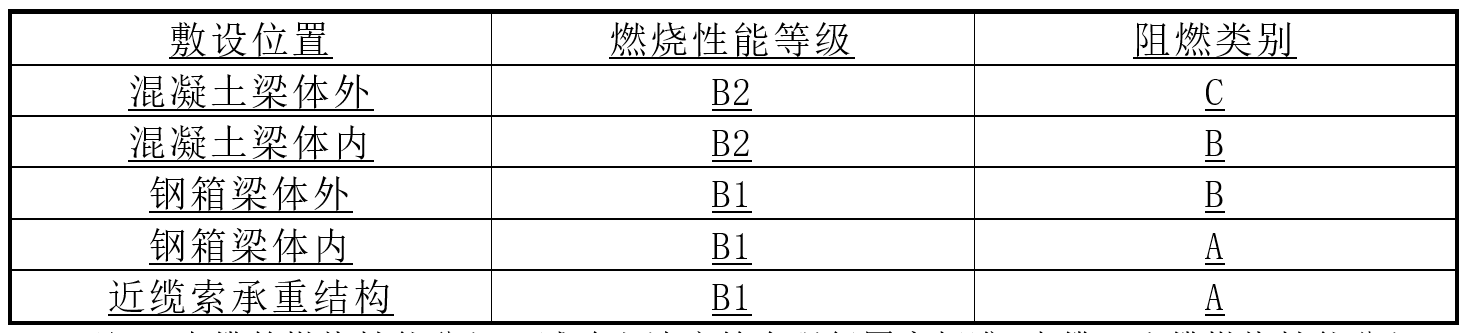 敷设位置 燃烧性能等级 阻燃类别
混凝土梁体外 B2 C
混凝土梁体内 B2 B
钢箱梁体外 B1 B
钢箱梁体内 B1 A
近缆索承重结构 B1 A